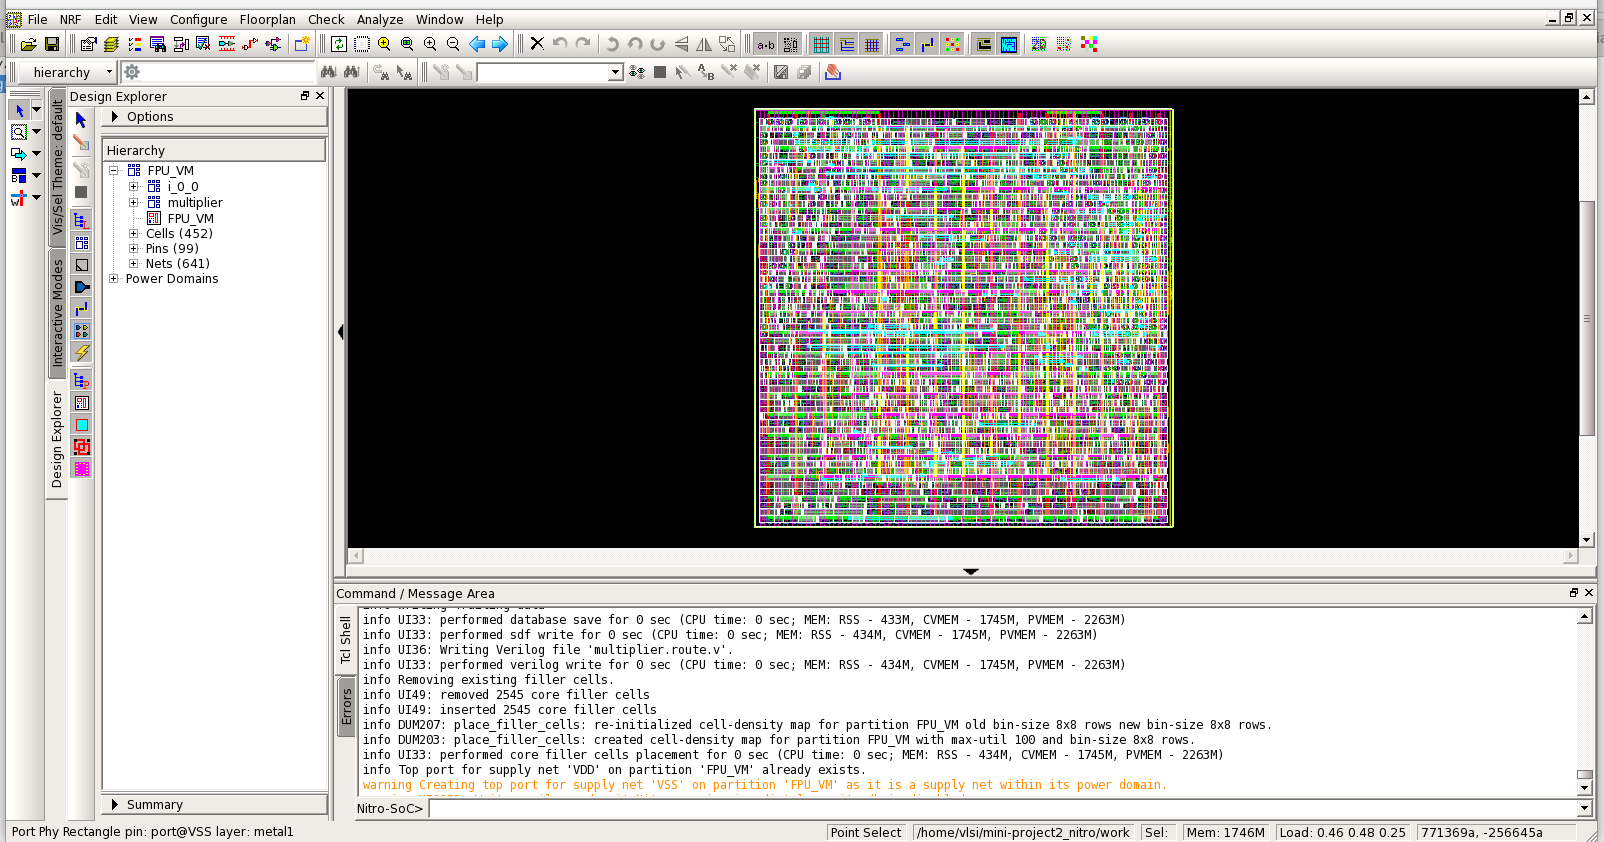 File NRF Edit View Configure Floorplan Check Analyze Window Help
a•b
hierarchy
Design Explorer
Options
Hierarchy
FPU_VM
i_0_0
multiplier
FPU_VM
Cells (452)
Pins (99)
Nets (641)
Power Domains
Summary
Vis/Sel Theme: default
Interactive Modes
Design Explorer
Command / Message Area
Tcl Shell
Errors
info UI33: performed database save for 0 sec (CPU time: 0 sec; MEM: RSS - 433M, CVMEM - 1745M, PVMEM - 2263M)
info UI33: performed sdf write for 0 sec (CPU time: 0 sec; MEM: RSS - 434M, CVMEM - 1745M, PVMEM - 2263M)
info UI36: Writing Verilog file 'multiplier.route.v'.
info UI33: performed verilog write for 0 sec (CPU time: 0 sec; MEM: RSS - 434M, CVMEM - 1745M, PVMEM - 2263M)
info Removing existing filler cells.
info UI49: removed 2545 core filler cells
info UI49: inserted 2545 core filler cells
info DUM207: place_filler_cells: re-initialized cell-density map for partition FPU_VM old bin-size 8x8 rows new bin-size 8x8 rows.
info DUM203: place_filler_cells: created cell-density map for partition FPU_VM with max-util 100 and bin-size 8x8 rows.
info UI33: performed core filler cells placement for 0 sec (CPU time: 0 sec; MEM: RSS - 434M, CVMEM - 1745M, PVMEM - 2263M)
info Top port for supply net 'VDD' on partition 'FPU_VM' already exists.
warning Creating top port for supply net 'VSS' on partition 'FPU_VM' as it is a supply net within its power domain.
Nitro-SoC>
Port Phy Rectangle pin: port@VSS layer: metal1
Point Select
/home/vlsi/mini-project2_nitro/work
Sel:
Mem: 1746M
Load: 0.46 0.48 0.25
771369a, -256645a